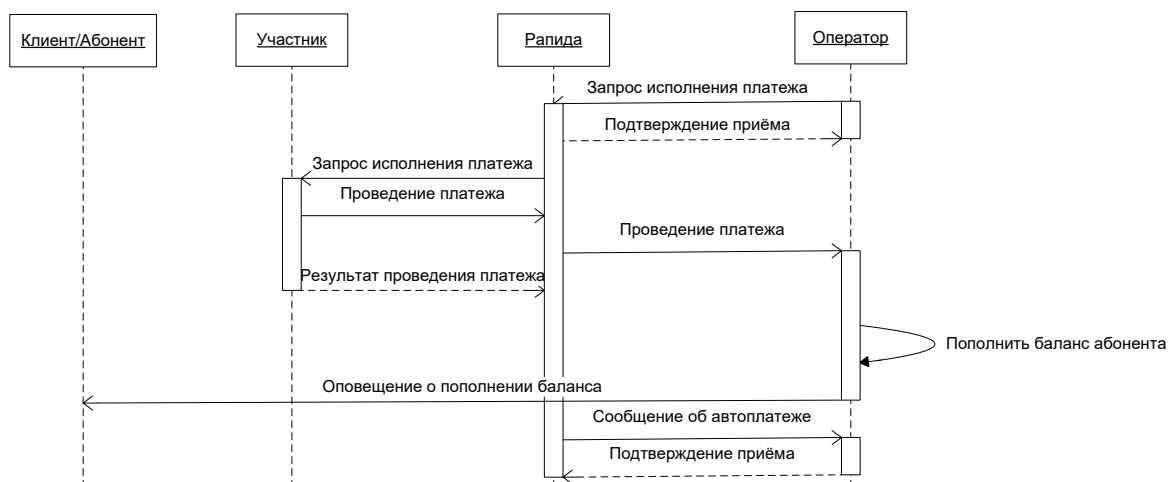 Клиент/Абонент
Участник
Рапида
Оператор
Запрос исполнения платежа
Подтверждение приёма
Запрос исполнения платежа
Проведение платежа
Проведение платежа
Результат проведения платежа
Пополнить баланс абонента
Оповещение о пополнении баланса
Сообщение об автоплатеже
Подтверждение приёма